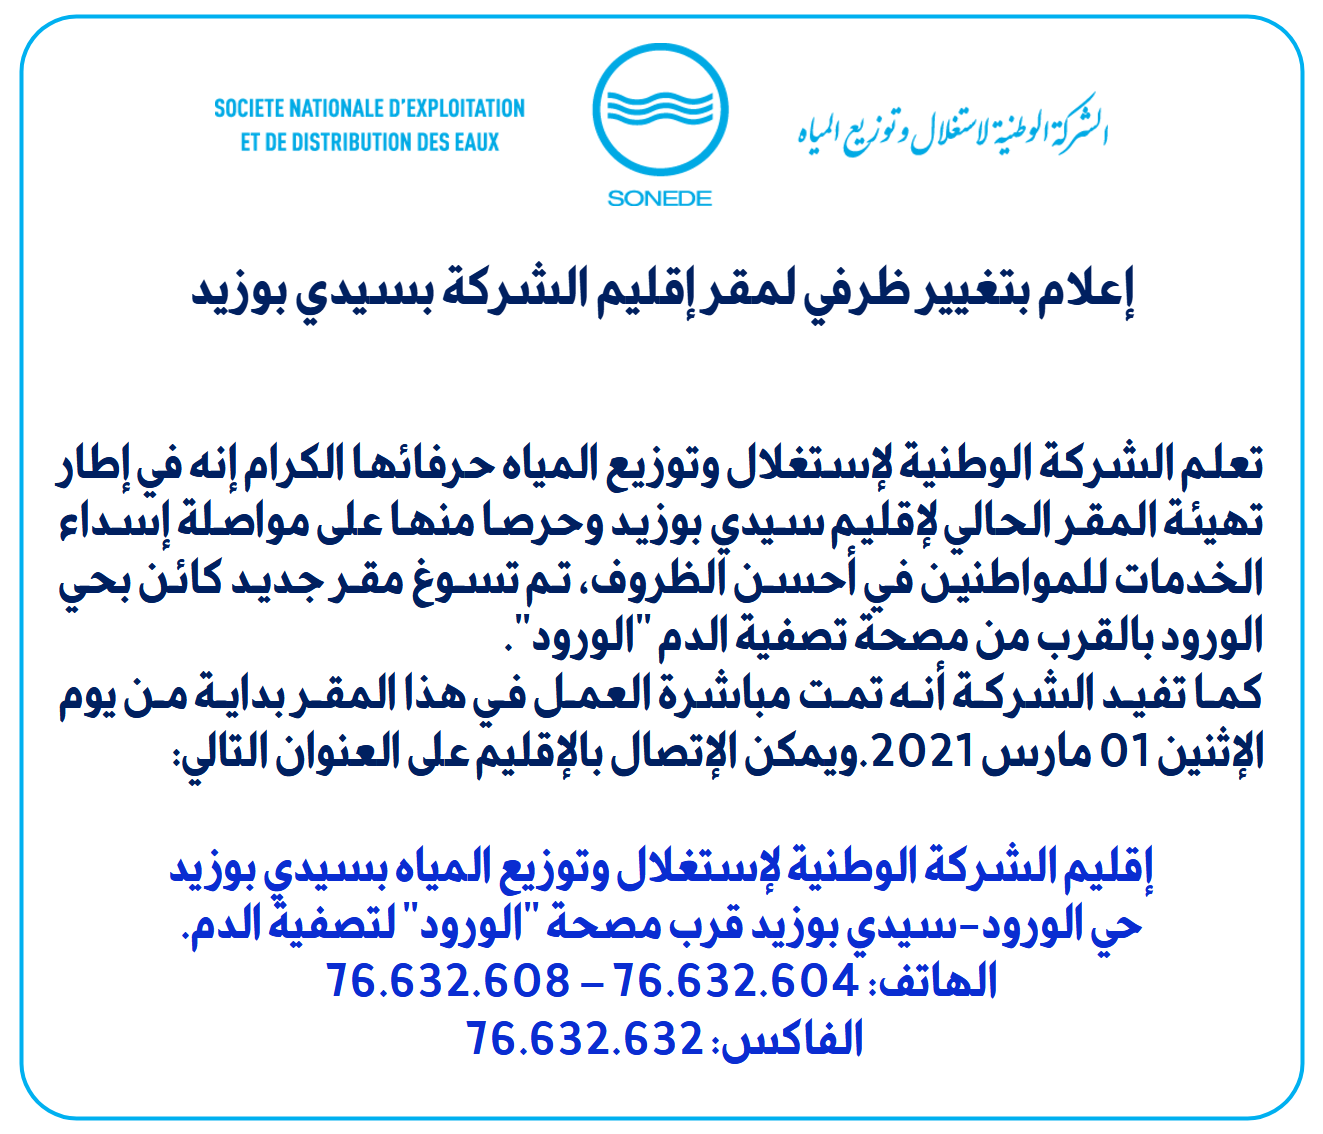 SOCIETE NATIONALE D'EXPLOITATION
ET DE DISTRIBUTION DES EAUX
SONEDE
الشركة الوطنية لاستغلال وتوزيع المياه
إعلام بتغيير ظرفي لمقر إقليم الشركة بسيدي بوزيد
تعلم الشركة الوطنية لإستغلال وتوزيع المياه حرفائها الكرام إنه في إطار
تهيئة المقر الحالي لإقليم سيدي بوزيد وحرصا منها على مواصلة إسداء
الخدمات للمواطنين في أحسن الظروف، تم تسوغ مقر جديد كائن بحي
الورود بالقرب من مصحة تصفية الدم "الورود".
كما تفيد الشركة أنه تمت مباشرة العمل في هذا المقر بداية من يوم
الإثنين 01 مارس 2021.ويمكن الإتصال بالإقليم على العنوان التالي:
إقليم الشركة الوطنية لإستغلال وتوزيع المياه بسيدي بوزيد
حي الورود-سيدي بوزيد قرب مصحة "الورود" لتصفية الدم.
الهاتف: 76.632.604 – 76.632.608
الفاكس: 76.632.632